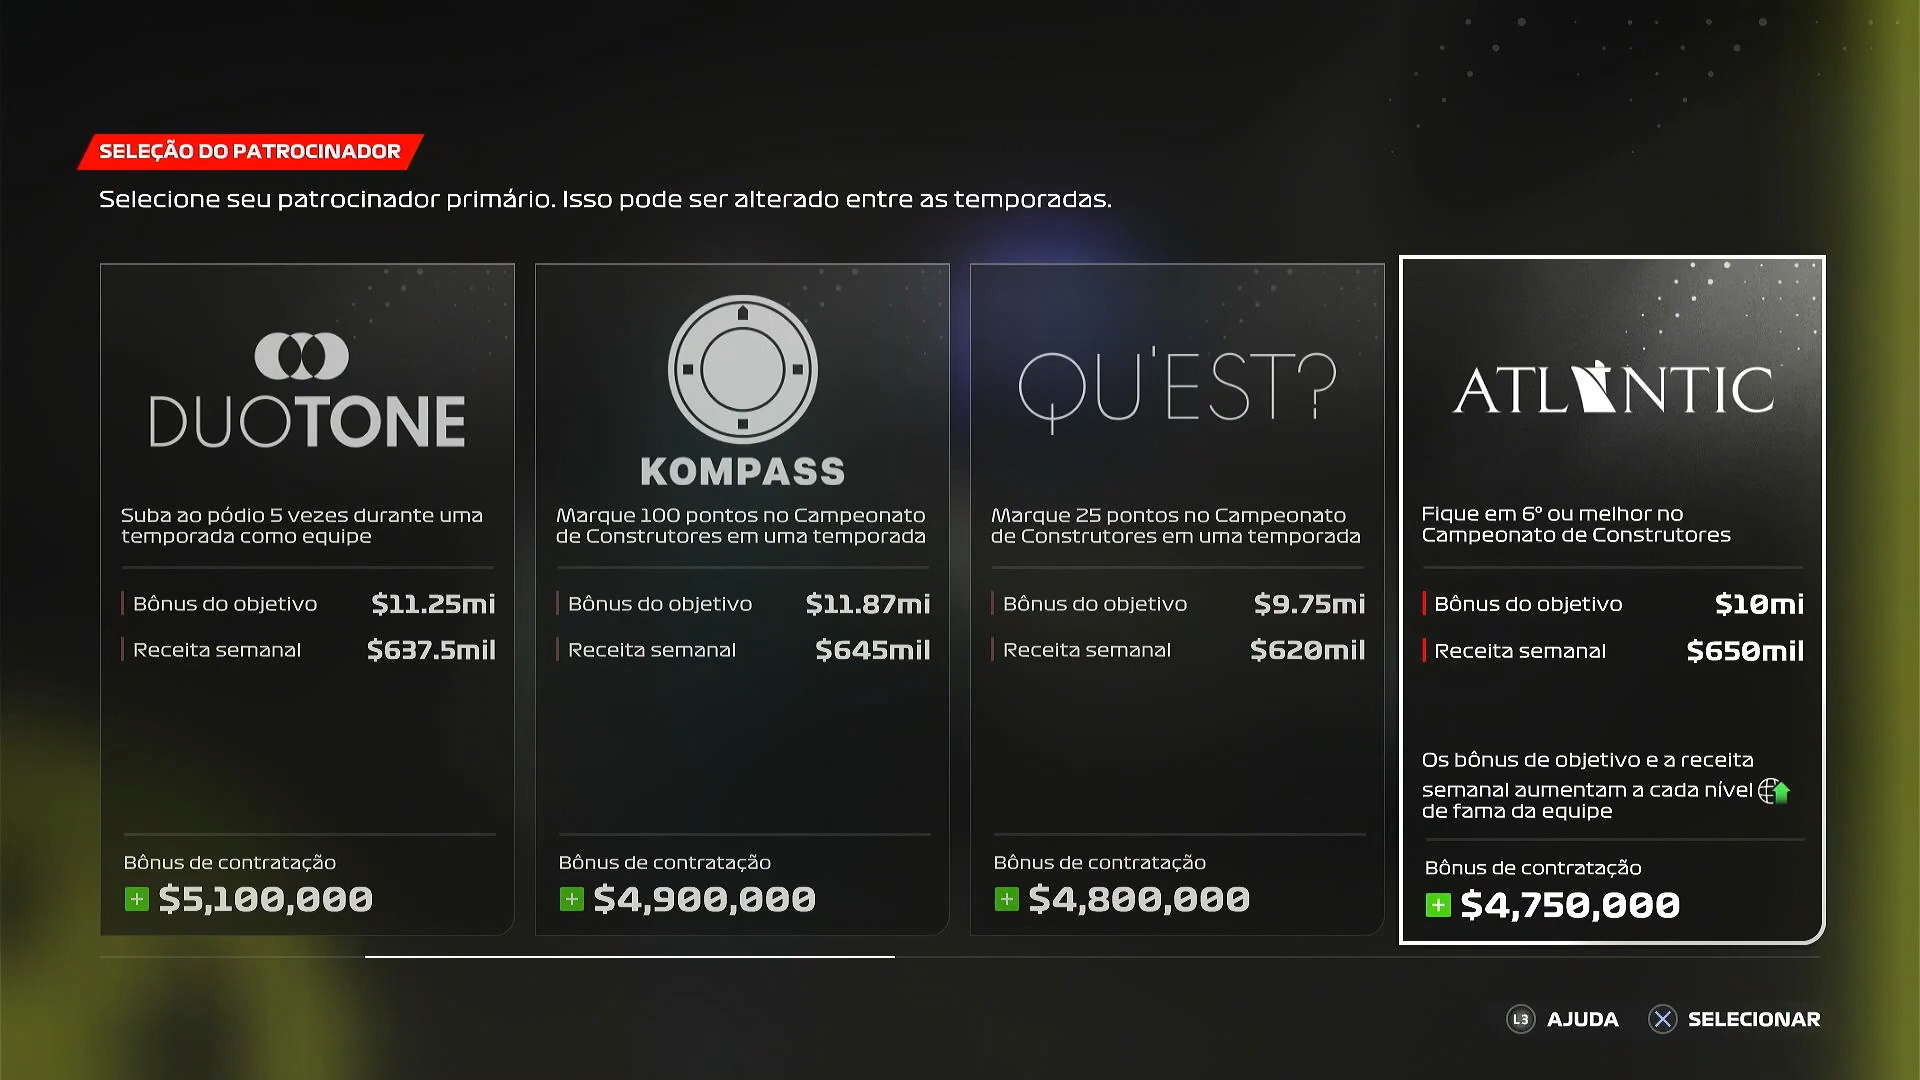 SELEÇÃO DO PATROCINADOR
Selecione seu patrocinador primário. Isso pode ser alterado entre as temporadas.
DUOTONE
Suba ao pódio 5 vezes durante uma
temporada como equipe
Bônus do objetivo $11.25mi
Receita semanal $637.5mil
Bônus de contratação
+ $5,100,000
KOMPASS
Marque 100 pontos no Campeonato
de Construtores em uma temporada
Bônus do objetivo $11.87mi
Receita semanal $645mil
Bônus de contratação
+ $4,900,000
QU'EST?
Marque 25 pontos no Campeonato
de Construtores em uma temporada
Bônus do objetivo $9.75mi
Receita semanal $620mil
Bônus de contratação
+ $4,800,000
ATLANTIC
Fique em 6º ou melhor no
Campeonato de Construtores
Bônus do objetivo $10mi
Receita semanal $650mil
Os bônus de objetivo e a receita
semanal aumentam a cada nível
de fama da equipe
Bônus de contratação
+ $4,750,000
L3 AJUDA SELECIONAR